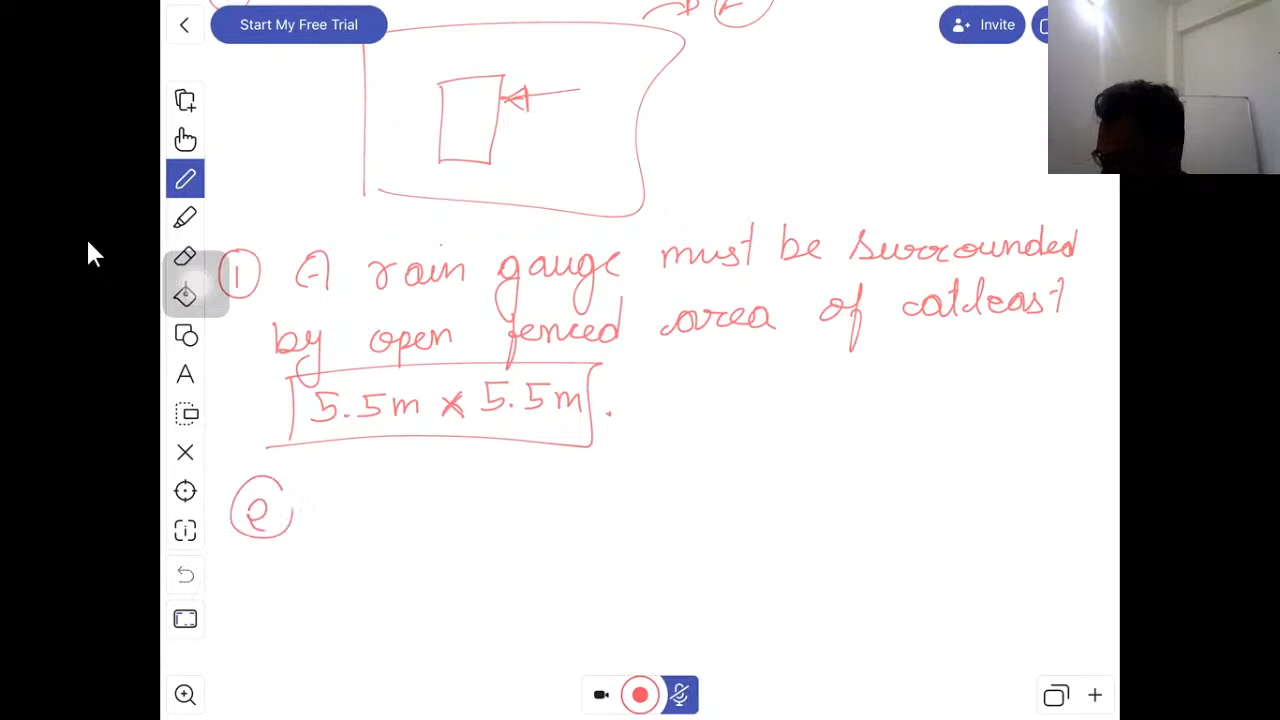 Start My Free Trial
Invite
① A rain gauge must be surrounded
by open fenced area of atleast
5.5m × 5.5m.
②